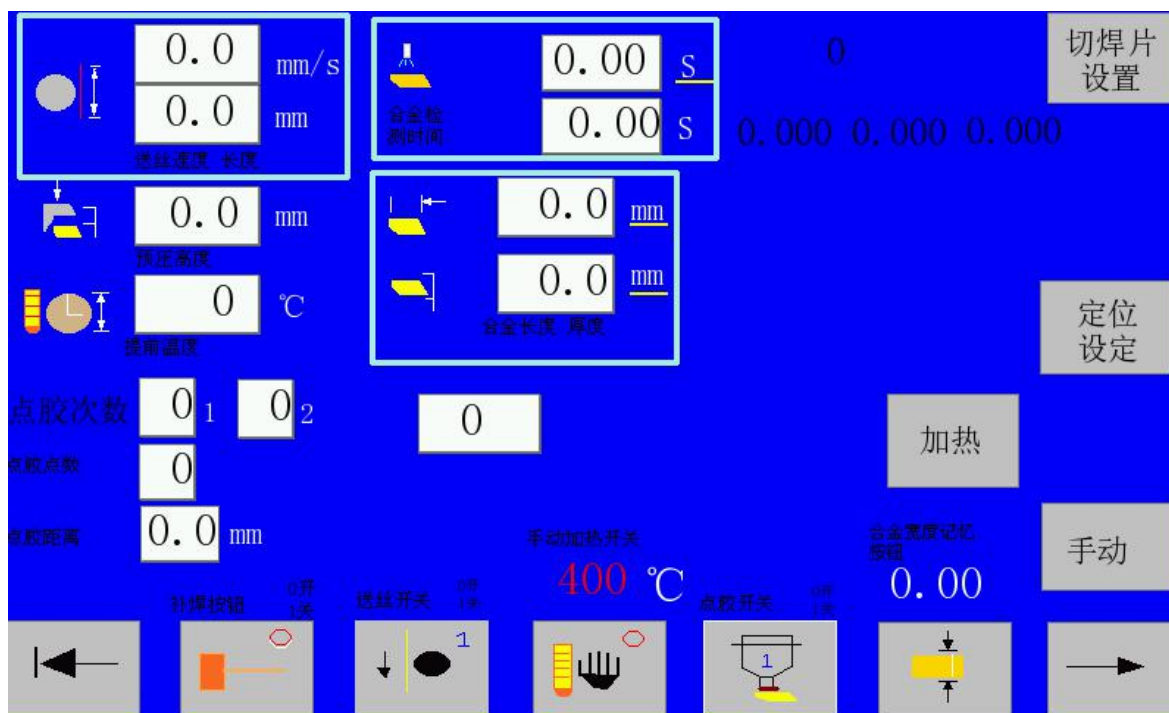 0.0 mm/s
0.0 mm
送丝速度 长度
0.00 S
合金检
测时间
0.00 S
0
0.000 0.000 0.000
切焊片
设置
0.0 mm
预压高度
0.0 mm
0.0 mm
合金长度 厚度
0 ℃
提前温度
定位
设定
点胶次数 0 1 0 2
0
加热
点胶点数 0
点胶距离 0.0 mm
手动加热开关
400 ℃
合金宽度记忆
按钮
0.00
手动
补焊按钮 0开
1关
送丝开关 0开
1关
点胶开关 0开
1关
1
1